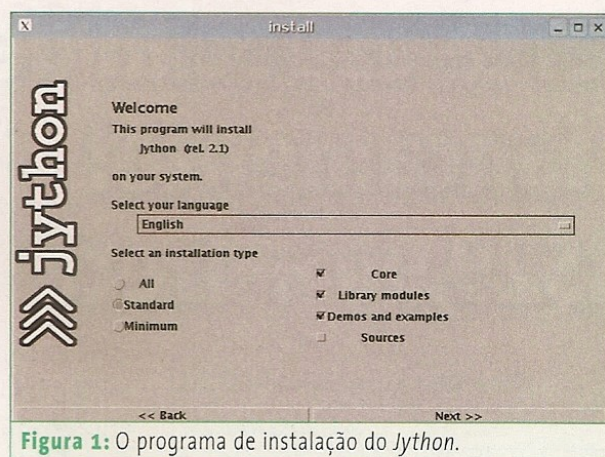 install
jython
Welcome
This program will install
Jython (rel. 2.1)
on your system.
Select your language
English
Select an installation type
All
Standard
Minimum
Core
Library modules
Demos and examples
Sources
<< Back
Next >>
Figura 1: O programa de instalação do Jython.